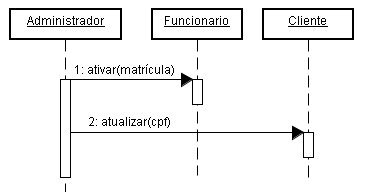 Administrador
Funcionario
Cliente
1: ativar(matrícula)
2: atualizar(cpf)